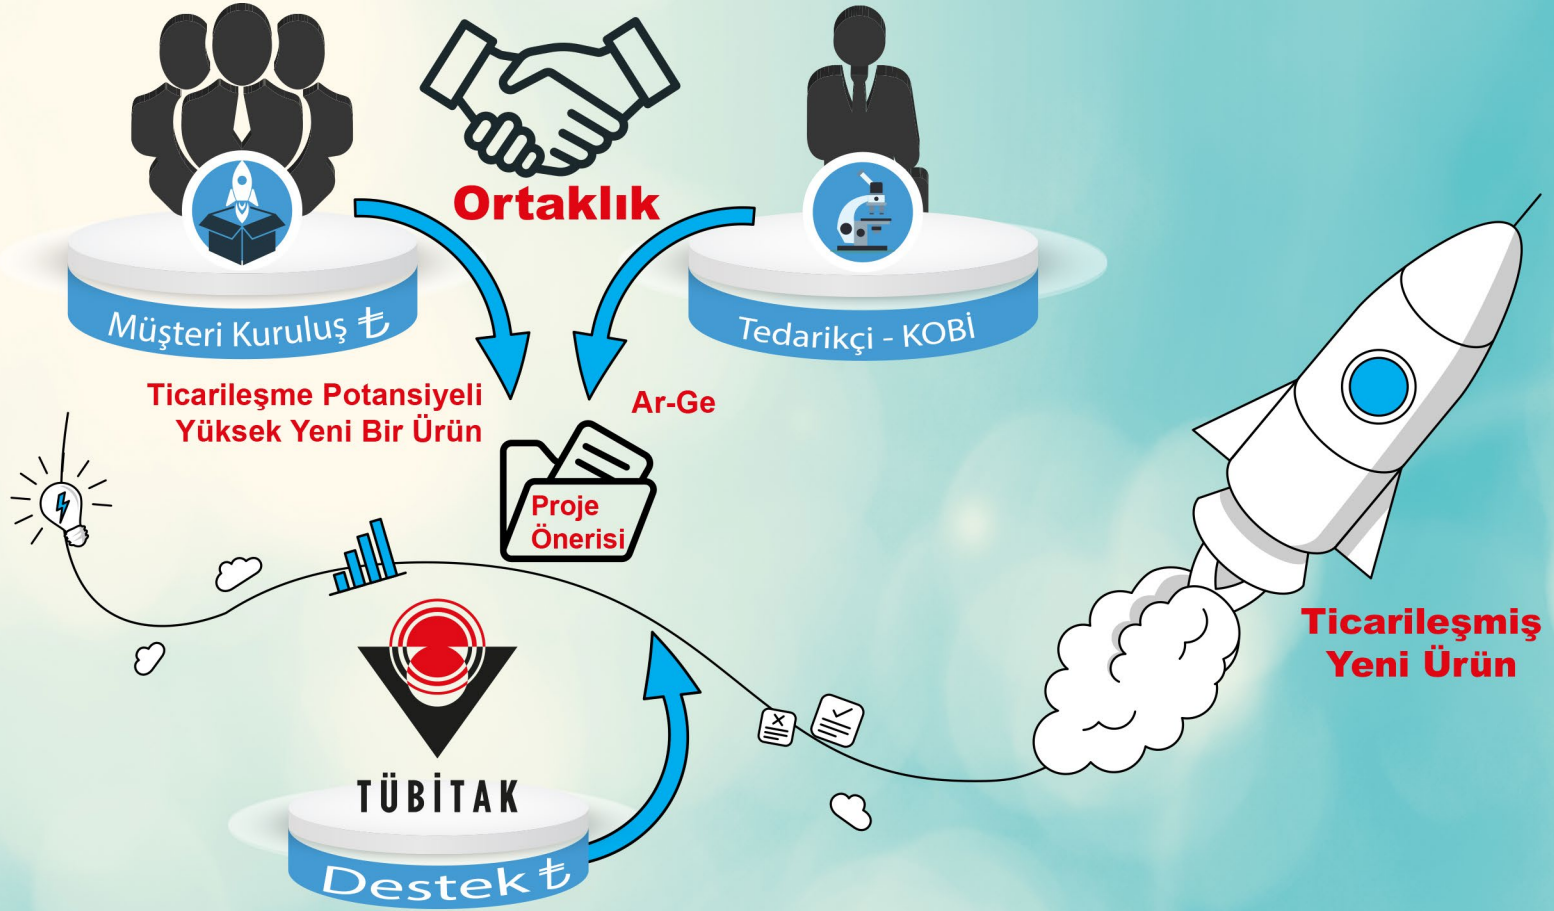 Ortaklık
Müşteri Kuruluş ₺
Tedarikçi - KOBİ
Ticarileşme Potansiyeli
Yüksek Yeni Bir Ürün
Ar-Ge
Proje
Önerisi
Ticarileşmiş
Yeni Ürün
TÜBİTAK
Destek ₺